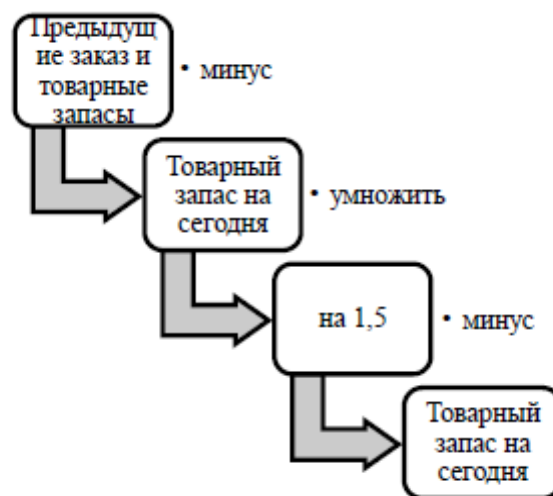 Предыдущ
ие заказ и
товарные
запасы
• минус
Товарный
запас на
сегодня
• умножить
на 1,5
• минус
Товарный
запас на
сегодня